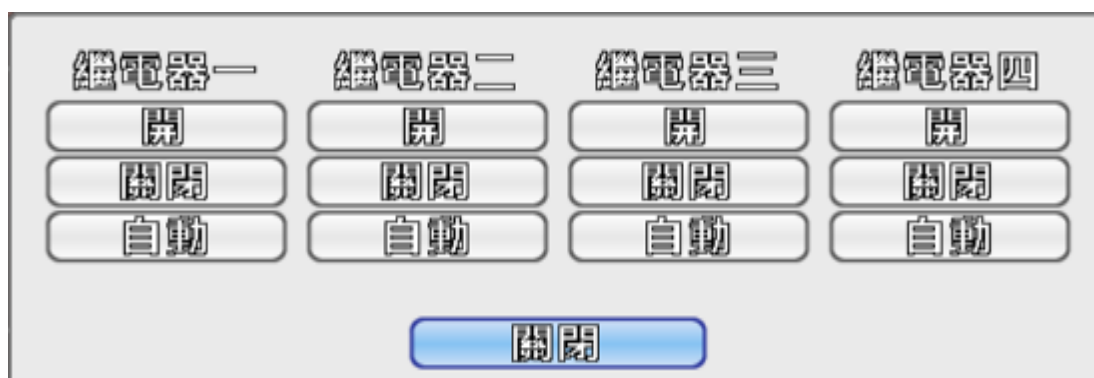 繼電器一 繼電器二 繼電器三 繼電器四
開 開 開 開
關閉 關閉 關閉 關閉
自動 自動 自動 自動
關閉